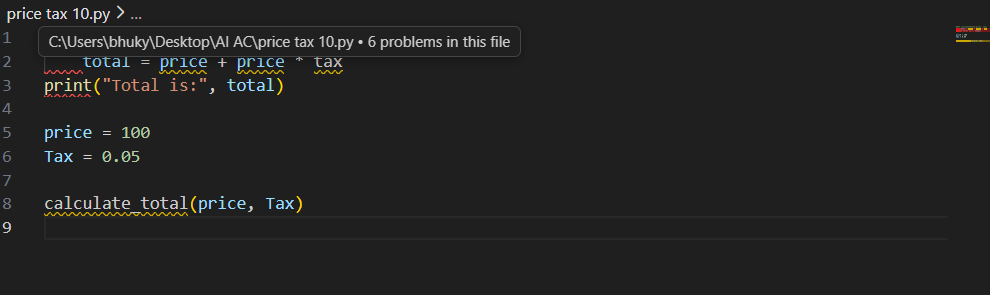 price tax 10.py > ...
1
C:\Users\bhuky\Desktop\AI AC\price tax 10.py • 6 problems in this file
2     total = price + price * tax
3 print("Total is:", total)
4
5 price = 100
6 Tax = 0.05
7
8 calculate_total(price, Tax)
9